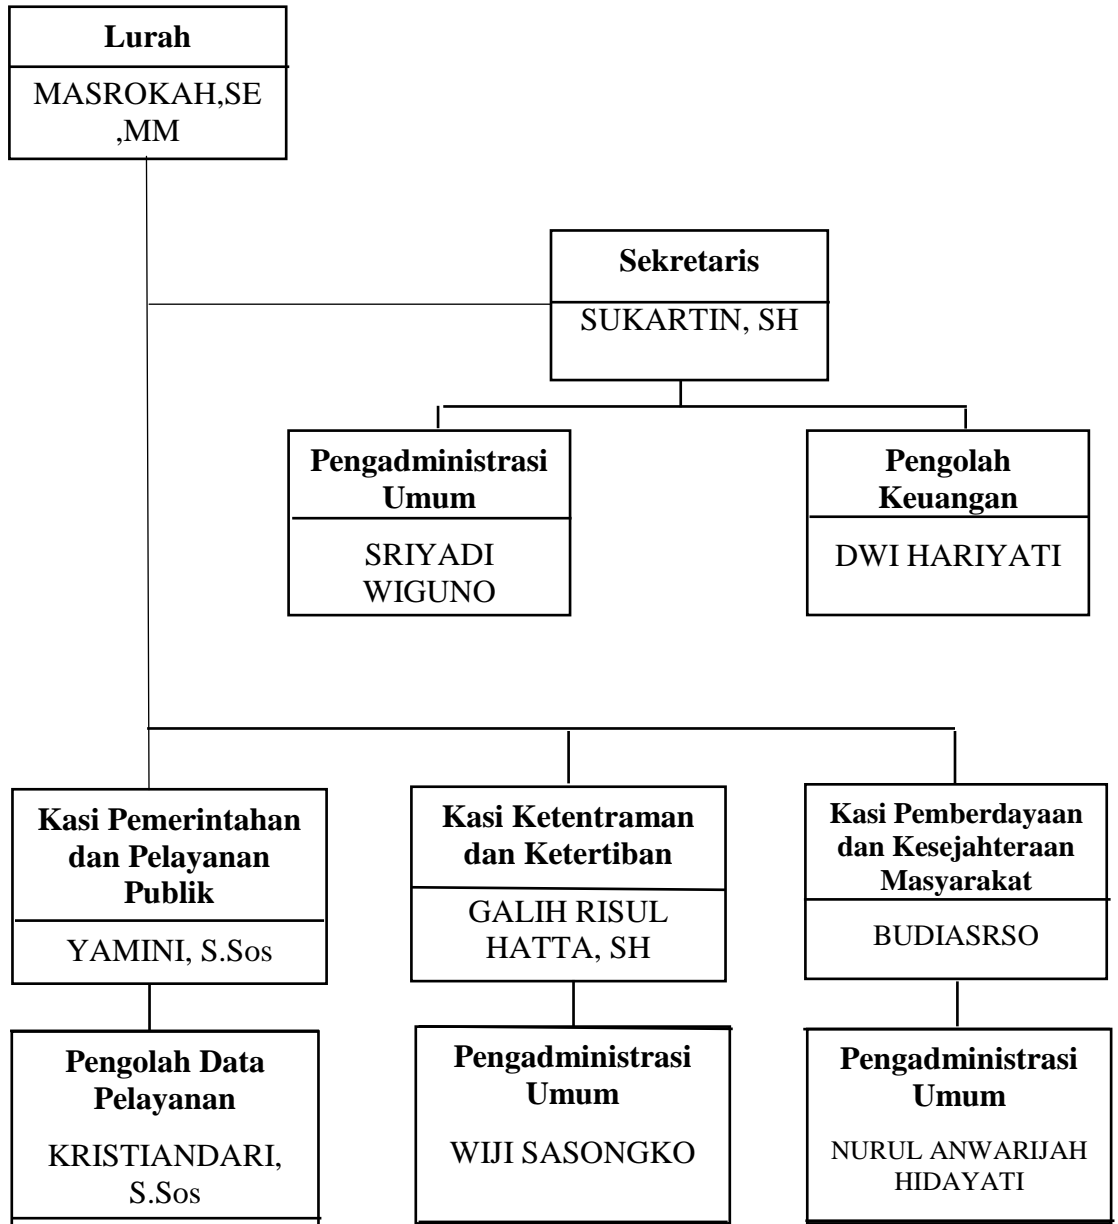 Lurah
MASROKAH,SE
,MM
Sekretaris
SUKARTIN, SH
Pengadministrasi
Umum
SRIYADI
WIGUNO
Pengolah
Keuangan
DWI HARIYATI
Kasi Pemerintahan
dan Pelayanan
Publik
YAMINI, S.Sos
Kasi Ketentraman
dan Ketertiban
GALIH RISUL
HATTA, SH
Kasi Pemberdayaan
dan Kesejahteraan
Masyarakat
BUDIASRSO
Pengolah Data
Pelayanan
KRISTIANDARI,
S.Sos
Pengadministrasi
Umum
WIJI SASONGKO
Pengadministrasi
Umum
NURUL ANWARIJAH
HIDAYATI